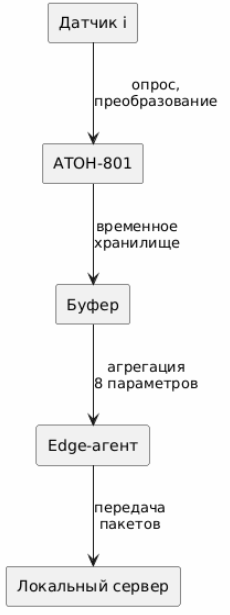 Датчик i
опрос,
преобразование
АТОН-801
временное
хранилище
Буфер
агрегация
8 параметров
Edge-агент
передача
пакетов
Локальный сервер